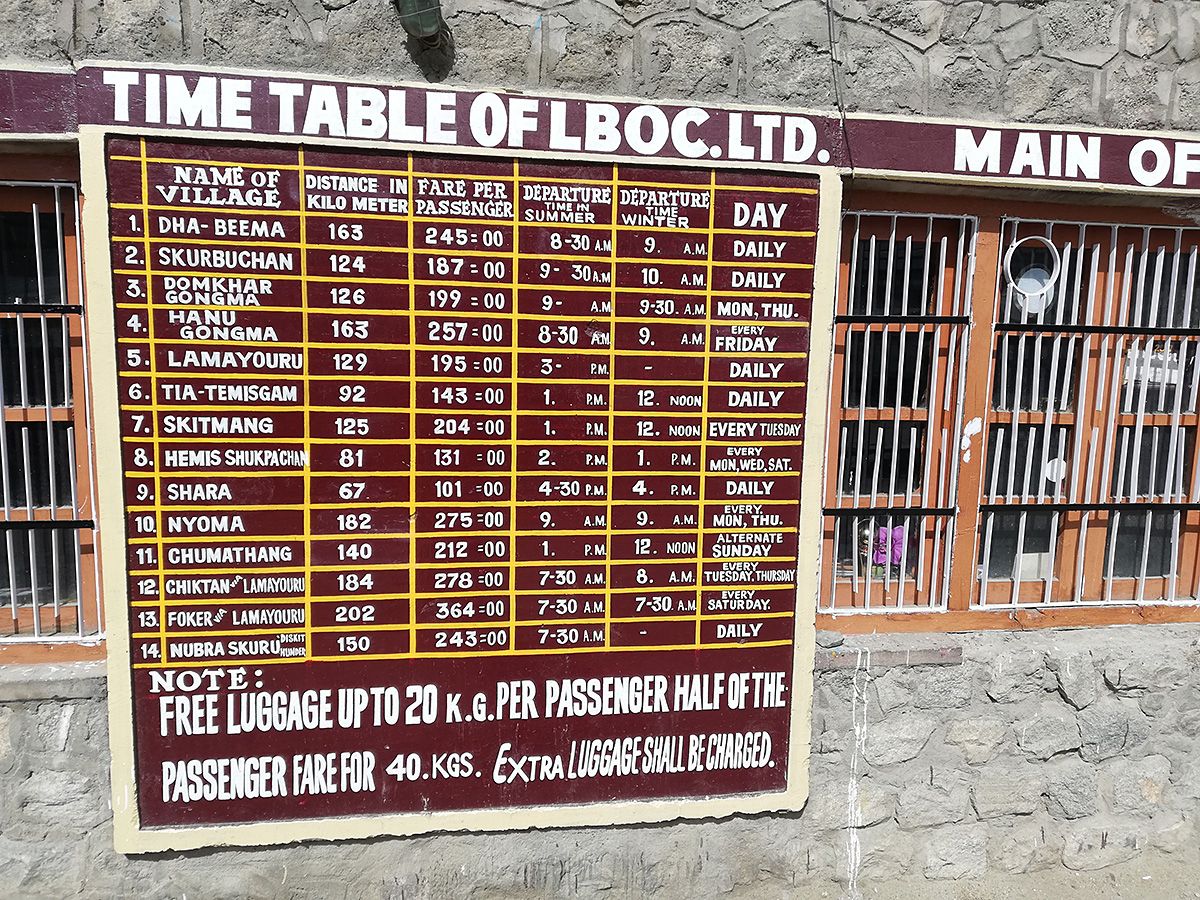 TIME TABLE OF LBOC.LTD.
MAIN OF
NAME OF VILLAGE DISTANCE IN KILO METER FARE PER PASSENGER DEPARTURE TIME IN SUMMER DEPARTURE TIME WINTER DAY
1. DHA-BEEMA 163 245=00 8-30 A.M 9. A.M. DAILY
2. SKURBUCHAN 124 187=00 9-30 A.M 10. A.M. DAILY
3. DOMKHAR GONGMA 126 199=00 9- A.M 9-30. A.M. MON, THU.
4. HANU GONGMA 163 257=00 8-30 A.M 9. A.M. EVERY FRIDAY
5. LAMAYOURU 129 195=00 3- P.M. - DAILY
6. TIA-TEMISGAM 92 143=00 1. P.M. 12. NOON DAILY
7. SKITMANG 125 204=00 1. P.M. 12. NOON EVERY TUESDAY
8. HEMIS SHUKPACHAN 81 131=00 2. P.M. 1. P.M. EVERY MON,WED,SAT.
9. SHARA 67 101=00 4-30 P.M. 4. P.M. DAILY
10. NYOMA 182 275=00 9. A.M. 9. A.M. EVERY. MON, THU.
11. CHUMATHANG 140 212=00 1. P.M. 12. NOON ALTERNATE SUNDAY
12. CHIKTAN VIA LAMAYOURU 184 278=00 7-30 A.M. 8. A.M. EVERY TUESDAY.THURSDAY
13. FOKER VIA LAMAYOURU 202 364=00 7-30 A.M. 7-30. A.M. EVERY SATURDAY.
14. NUBRA SKURU DISKIT HUNDER 150 243=00 7-30 A.M. - DAILY
NOTE:
FREE LUGGAGE UP TO 20 K.G. PER PASSENGER HALF OF THE
PASSENGER FARE FOR 40.KGS. EXTRA LUGGAGE SHALL BE CHARGED.